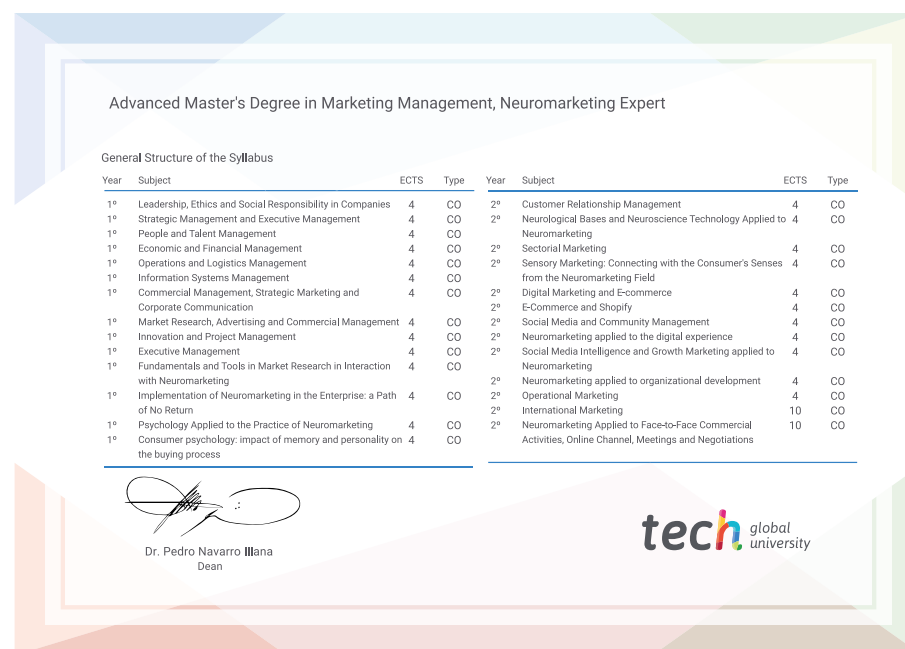 Advanced Master's Degree in Marketing Management, Neuromarketing Expert
General Structure of the Syllabus
Year Subject ECTS Type
1º Leadership, Ethics and Social Responsibility in Companies 4 CO
1º Strategic Management and Executive Management 4 CO
1º People and Talent Management 4 CO
1º Economic and Financial Management 4 CO
1º Operations and Logistics Management 4 CO
1º Information Systems Management 4 CO
1º Commercial Management, Strategic Marketing and 4 CO
Corporate Communication
1º Market Research, Advertising and Commercial Management 4 CO
1º Innovation and Project Management 4 CO
1º Executive Management 4 CO
1º Fundamentals and Tools in Market Research in Interaction 4 CO
with Neuromarketing
1º Implementation of Neuromarketing in the Enterprise: a Path 4 CO
of No Return
1º Psychology Applied to the Practice of Neuromarketing 4 CO
1º Consumer psychology: impact of memory and personality on 4 CO
the buying process
Year Subject ECTS Type
2º Customer Relationship Management 4 CO
2º Neurological Bases and Neuroscience Technology Applied to 4 CO
Neuromarketing
2º Sectorial Marketing 4 CO
2º Sensory Marketing: Connecting with the Consumer's Senses 4 CO
from the Neuromarketing Field
2º Digital Marketing and E-commerce 4 CO
2º E-Commerce and Shopify 4 CO
2º Social Media and Community Management 4 CO
2º Neuromarketing applied to the digital experience 4 CO
2º Social Media Intelligence and Growth Marketing applied to 4 CO
Neuromarketing
2º Neuromarketing applied to organizational development 4 CO
2º Operational Marketing 4 CO
2º International Marketing 10 CO
2º Neuromarketing Applied to Face-to-Face Commercial 10 CO
Activities, Online Channel, Meetings and Negotiations
Dr. Pedro Navarro Illana
Dean
tech global
university